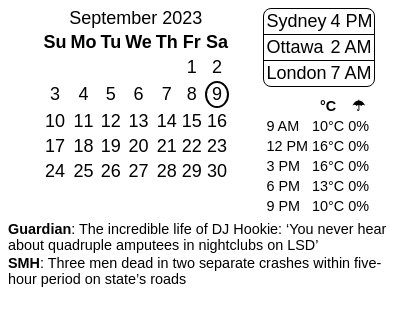 September 2023
Su Mo Tu We Th Fr Sa
1 2
3 4 5 6 7 8 9
10 11 12 13 14 15 16
17 18 19 20 21 22 23
24 25 26 27 28 29 30
Sydney 4 PM
Ottawa 2 AM
London 7 AM
°C ☂
9 AM 10°C 0%
12 PM 16°C 0%
3 PM 16°C 0%
6 PM 13°C 0%
9 PM 10°C 0%
Guardian: The incredible life of DJ Hookie: ‘You never hear
about quadruple amputees in nightclubs on LSD’
SMH: Three men dead in two separate crashes within five-
hour period on state’s roads